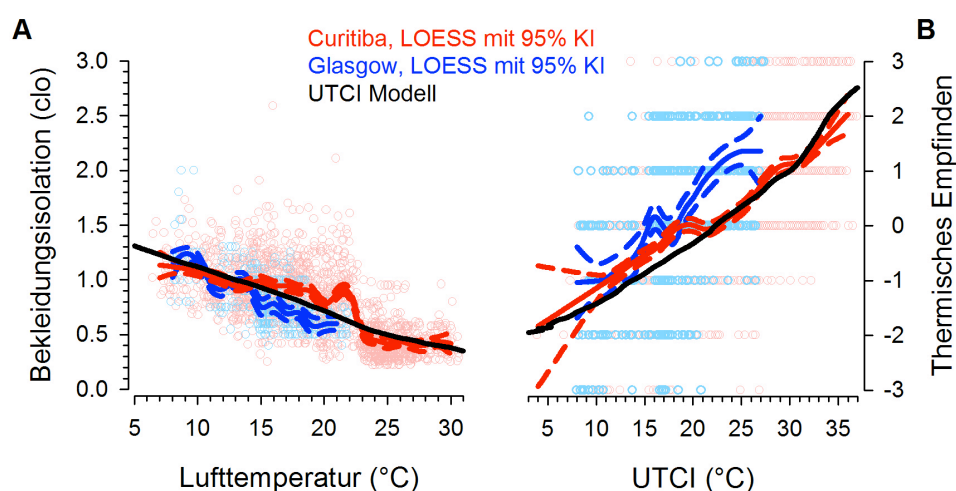 A
B
Curitiba, LOESS mit 95% KI
Glasgow, LOESS mit 95% KI
UTCI Modell
Bekleidungsisolation (clo)
3.0
2.5
2.0
1.5
1.0
0.5
0.0
5 10 15 20 25 30
Lufttemperatur (°C)
3
2
1
0
-1
-2
-3
Thermisches Empfinden
5 10 15 20 25 30 35
UTCI (°C)